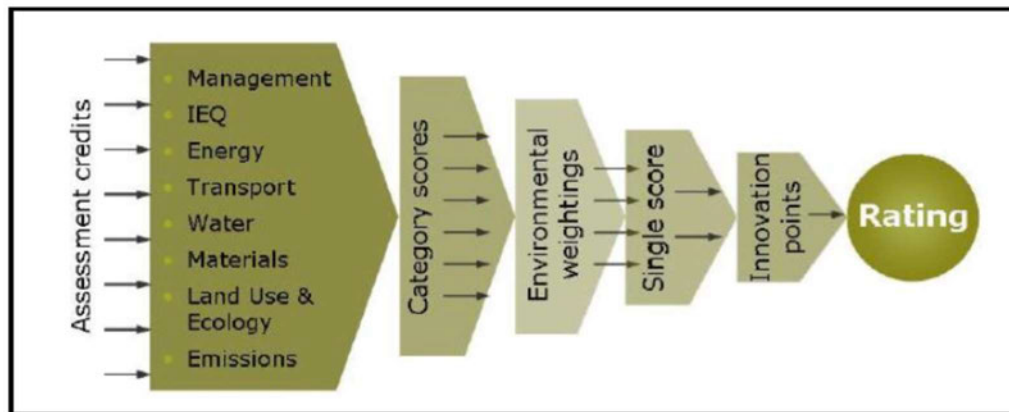 Assessment credits
Management
IEQ
Energy
Transport
Water
Materials
Land Use &
Ecology
Emissions
Category scores
Environmental
weightings
Single score
Innovation
points
Rating